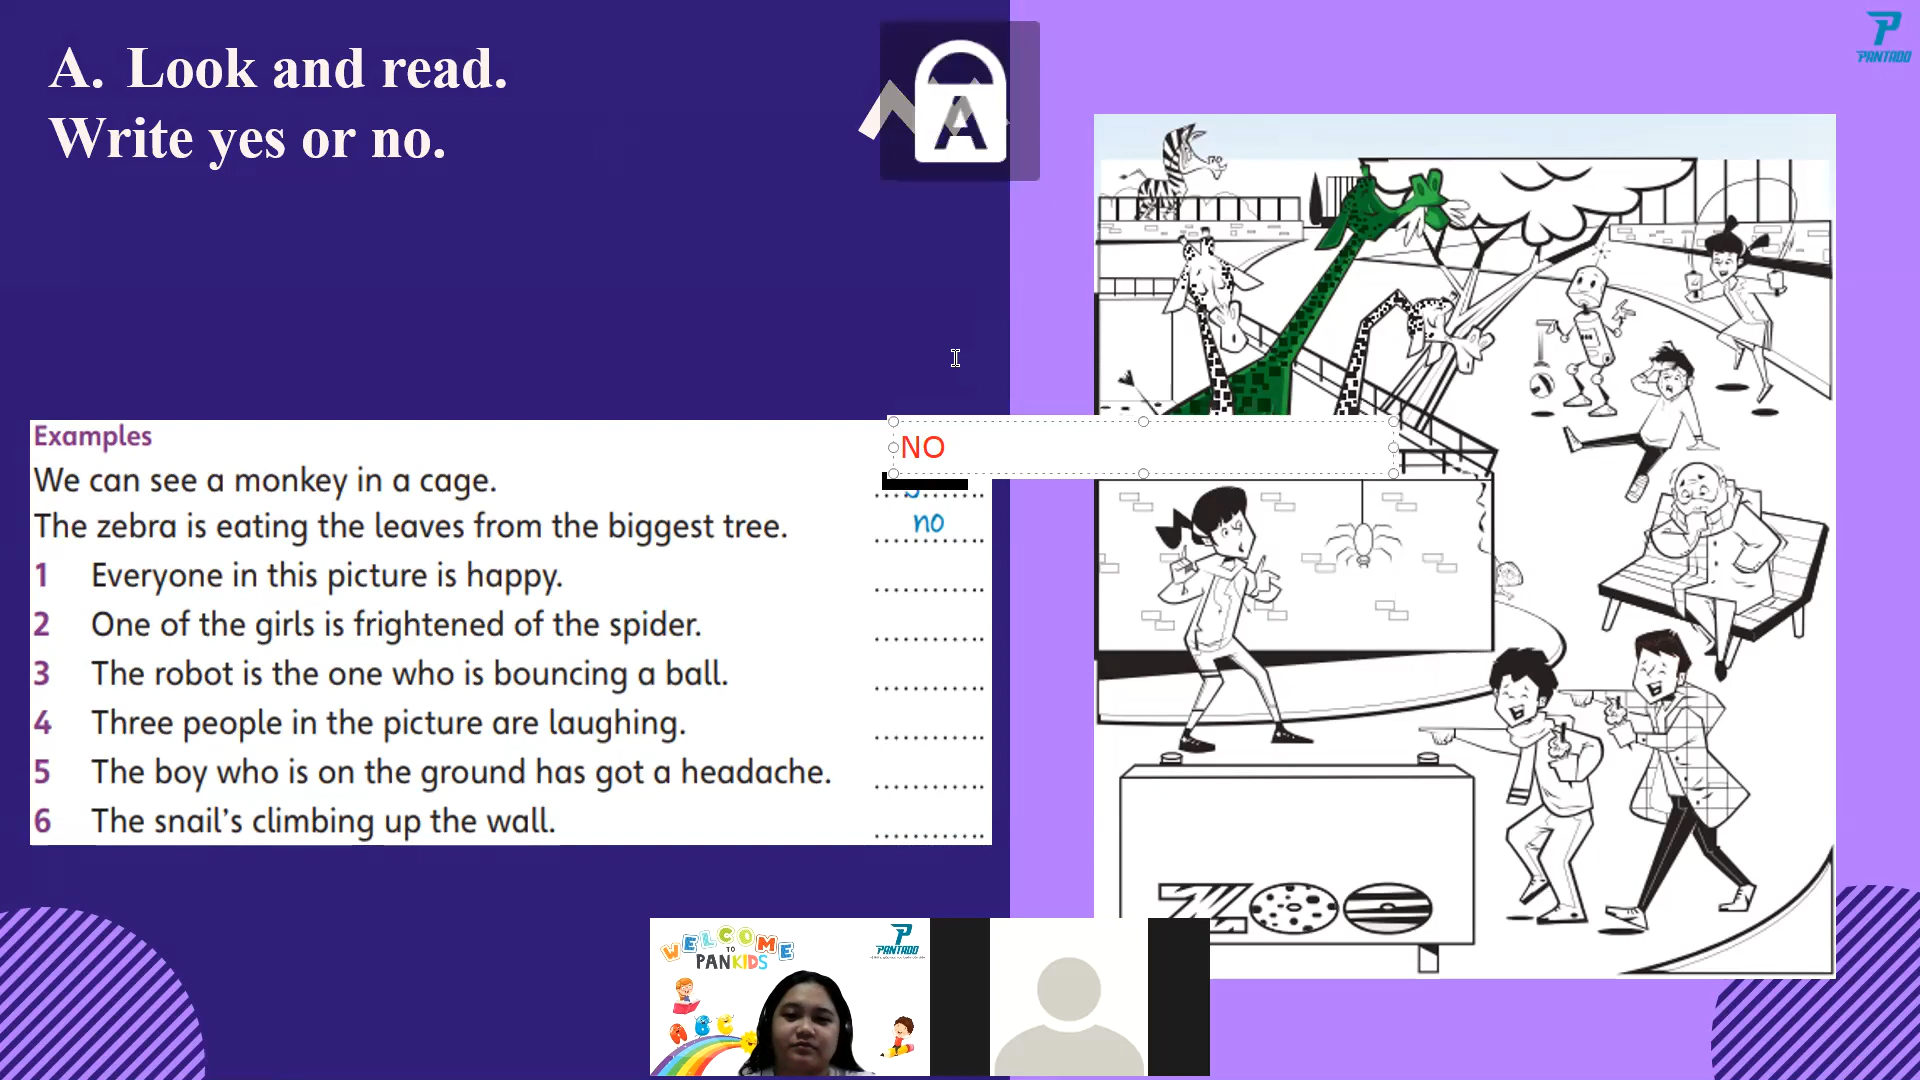 A. Look and read.
Write yes or no.
A
PANTADO
Examples
NO
We can see a monkey in a cage.
The zebra is eating the leaves from the biggest tree. .......... no
1 Everyone in this picture is happy. ..........
2 One of the girls is frightened of the spider. ..........
3 The robot is the one who is bouncing a ball. ..........
4 Three people in the picture are laughing. ..........
5 The boy who is on the ground has got a headache. ..........
6 The snail's climbing up the wall. ..........
ZOO
WELCOME
TO
PANKIDS
PANTADO
ABC